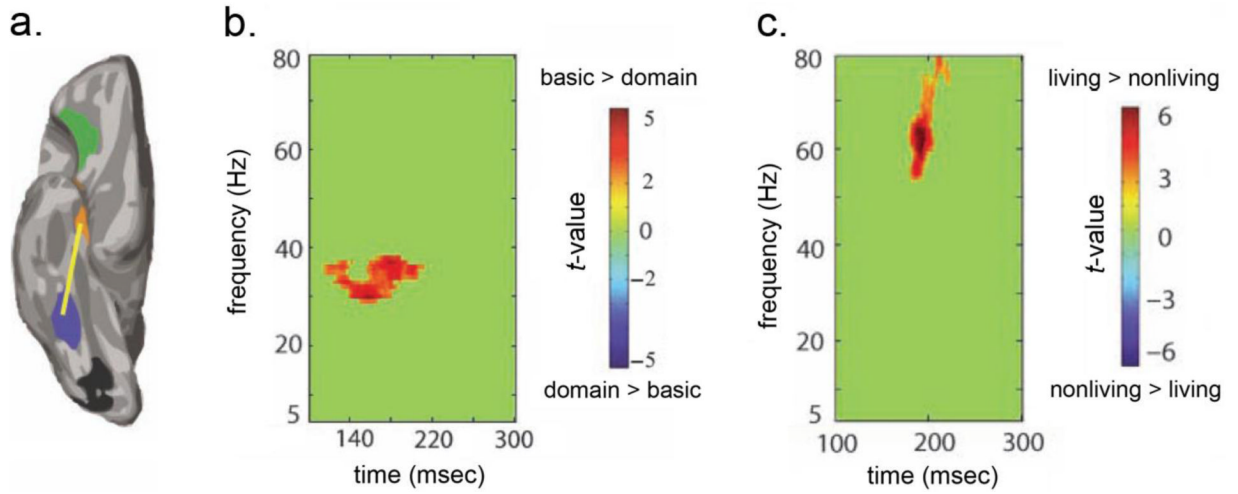 a.
b.
c.
frequency (Hz)
80
60
40
20
5
140 220 300
time (msec)
basic > domain
t-value
5
2
0
−2
−5
domain > basic
frequency (Hz)
80
60
40
20
5
100 200 300
time (msec)
living > nonliving
t-value
6
3
0
−3
−6
nonliving > living